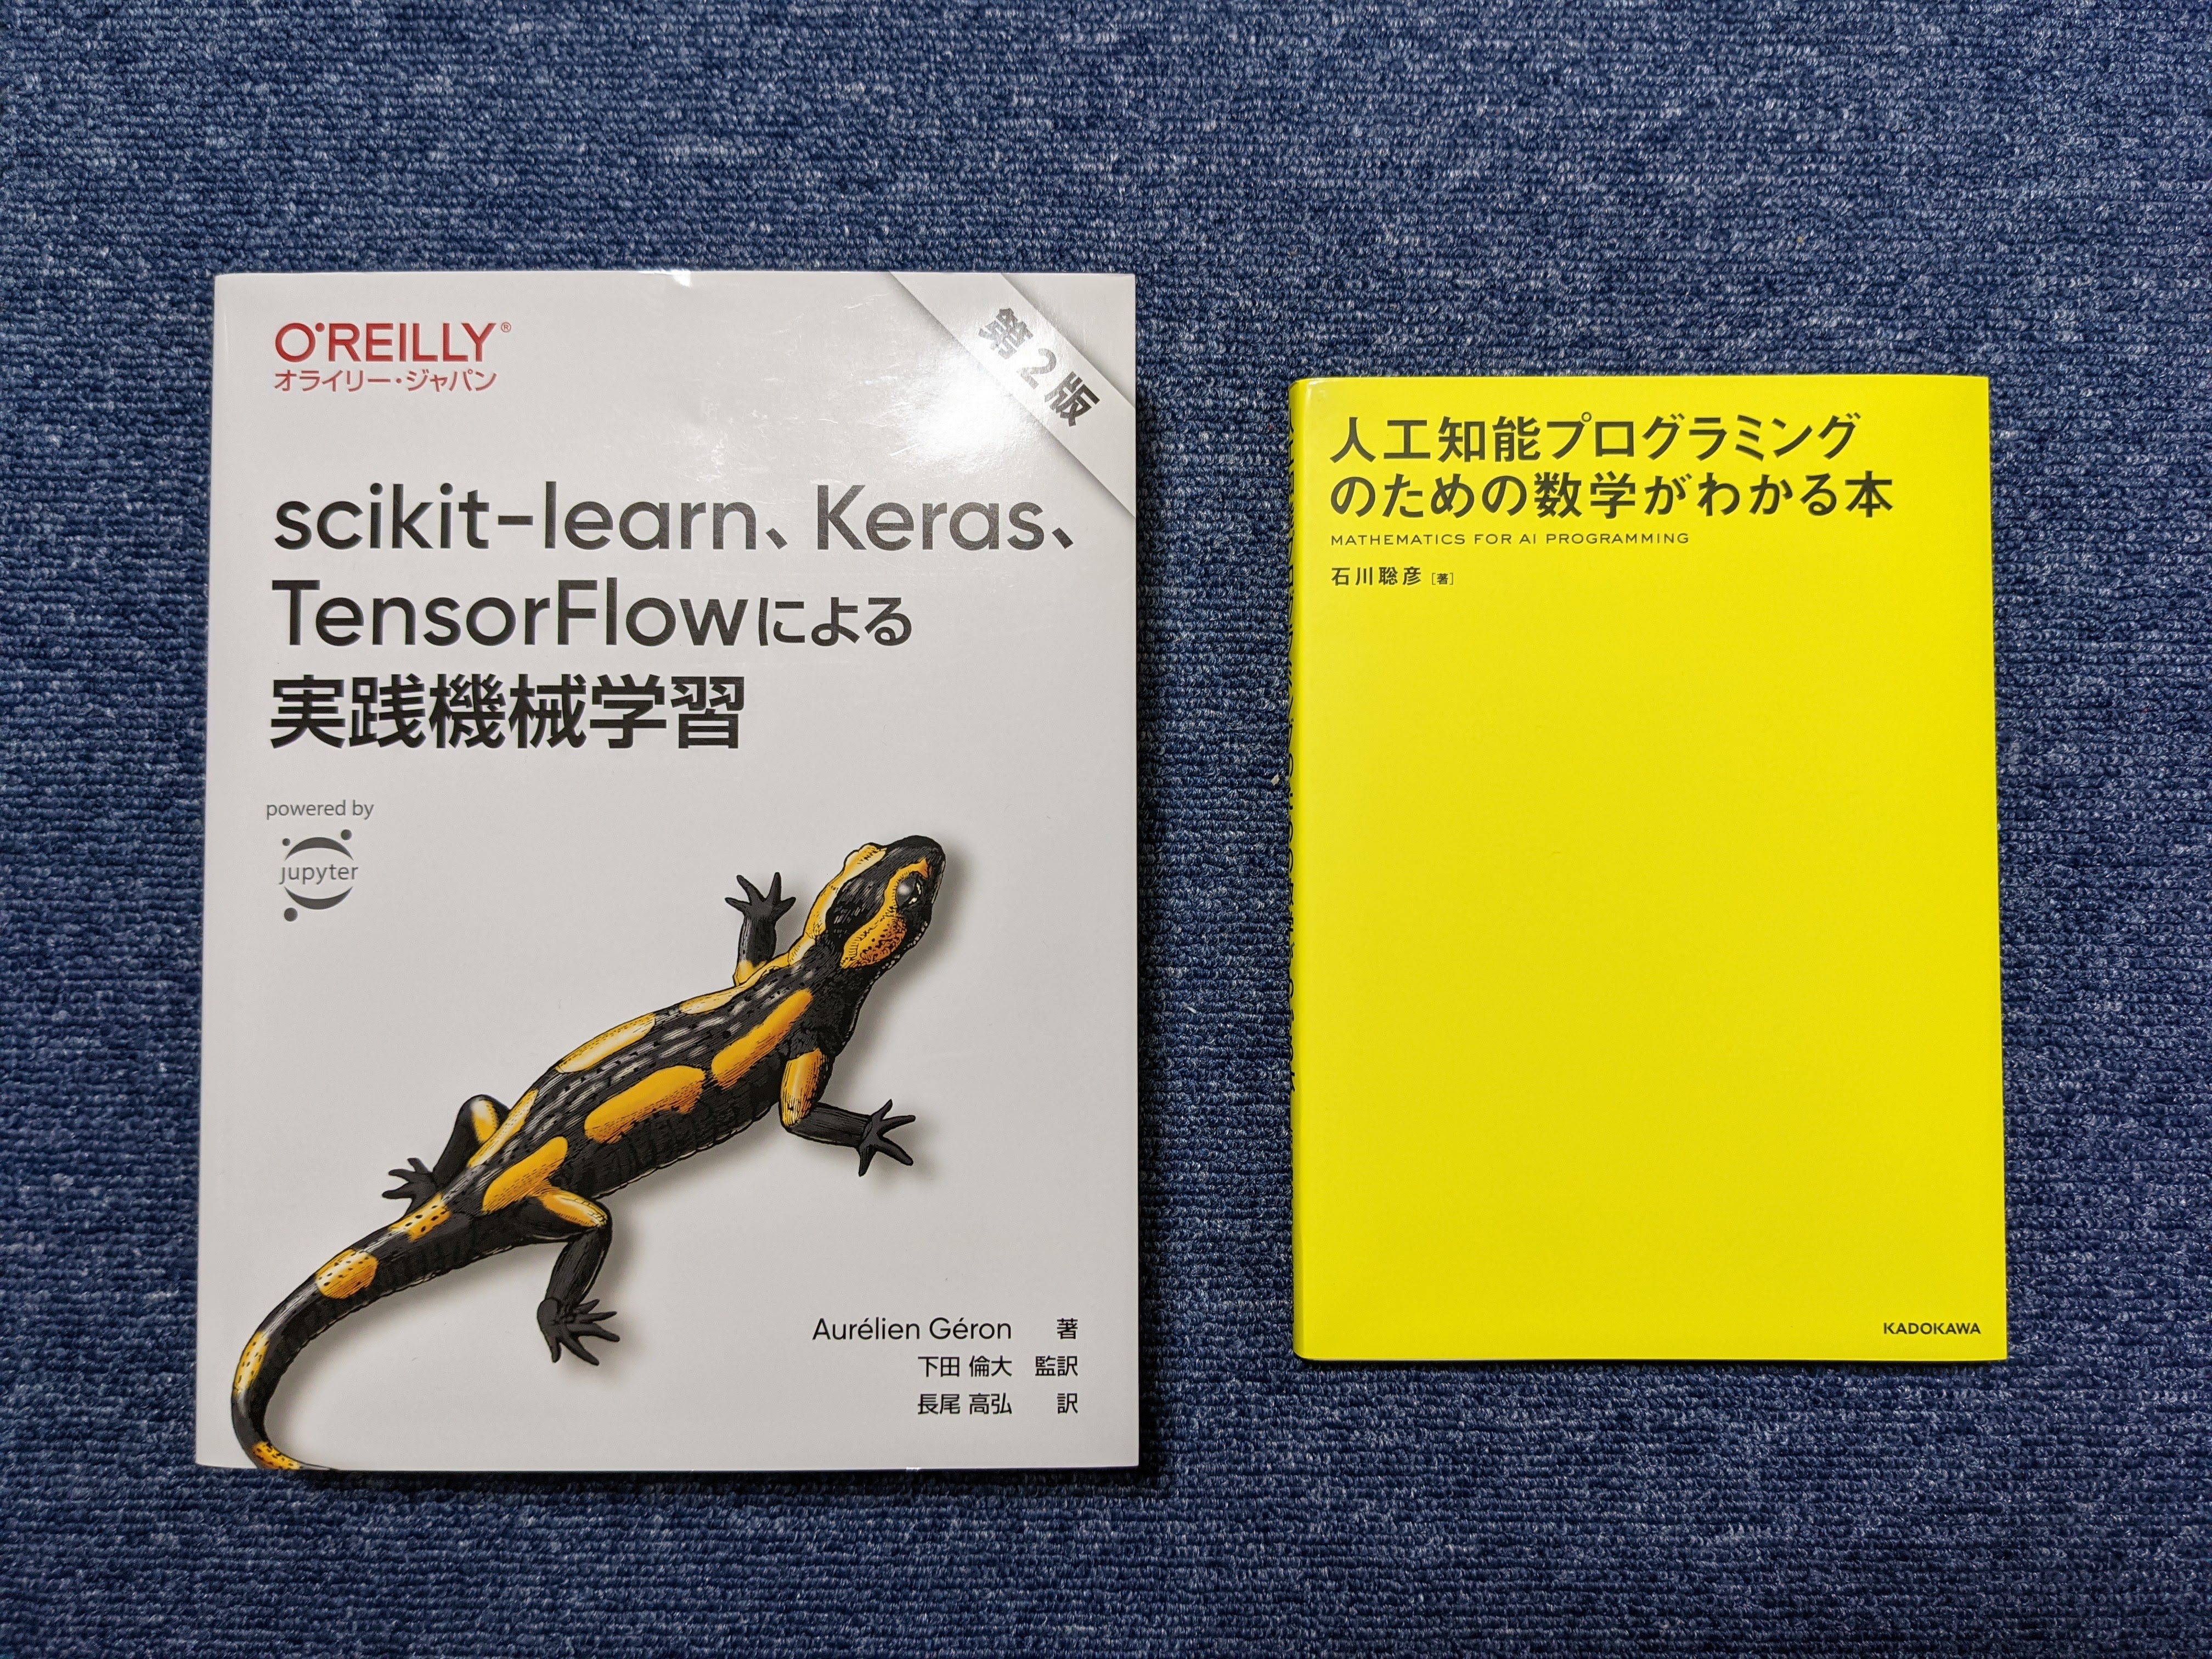 O'REILLY®
オライリー・ジャパン
第2版
scikit-learn、Keras、
TensorFlowによる
実践機械学習
powered by
jupyter
Aurélien Géron 著
下田 倫大 監訳
長尾 高弘 訳
人工知能プログラミング
のための数学がわかる本
MATHEMATICS FOR AI PROGRAMMING
石川聡彦 [著]
KADOKAWA